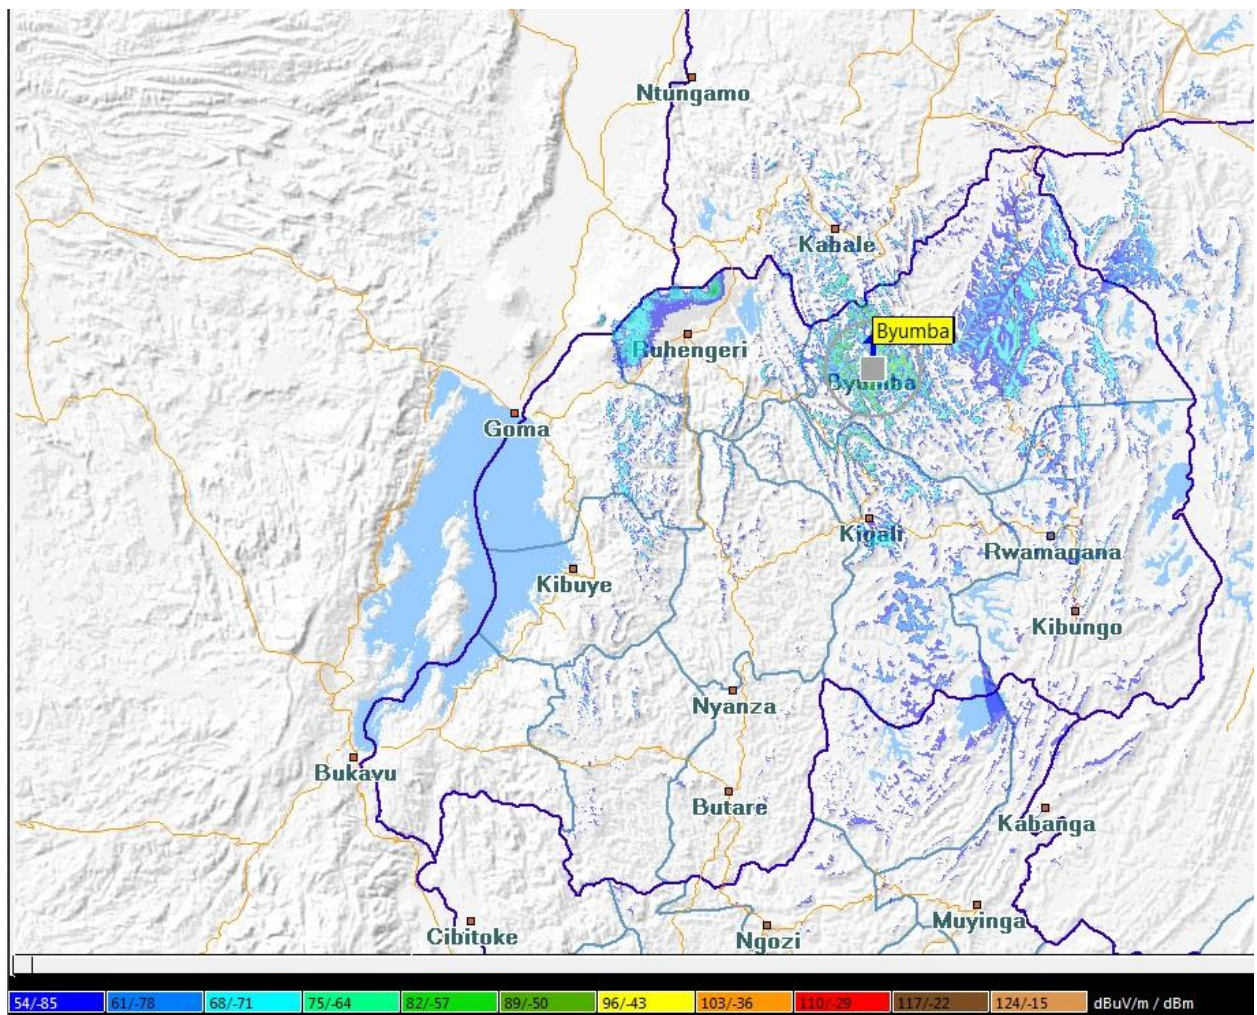 Ntungamo
Kabale
Byumba
Ruhengeri
Byumba
Goma
Kigali
Rwamagana
Kibuye
Kibungo
Nyanza
Bukavu
Butare
Kabanga
Cibitoke
Ngozi
Muyinga
54/-85 61/-78 68/-71 75/-64 82/-57 89/-50 96/-43 103/-36 110/-29 117/-22 124/-15 dBuV/m / dBm